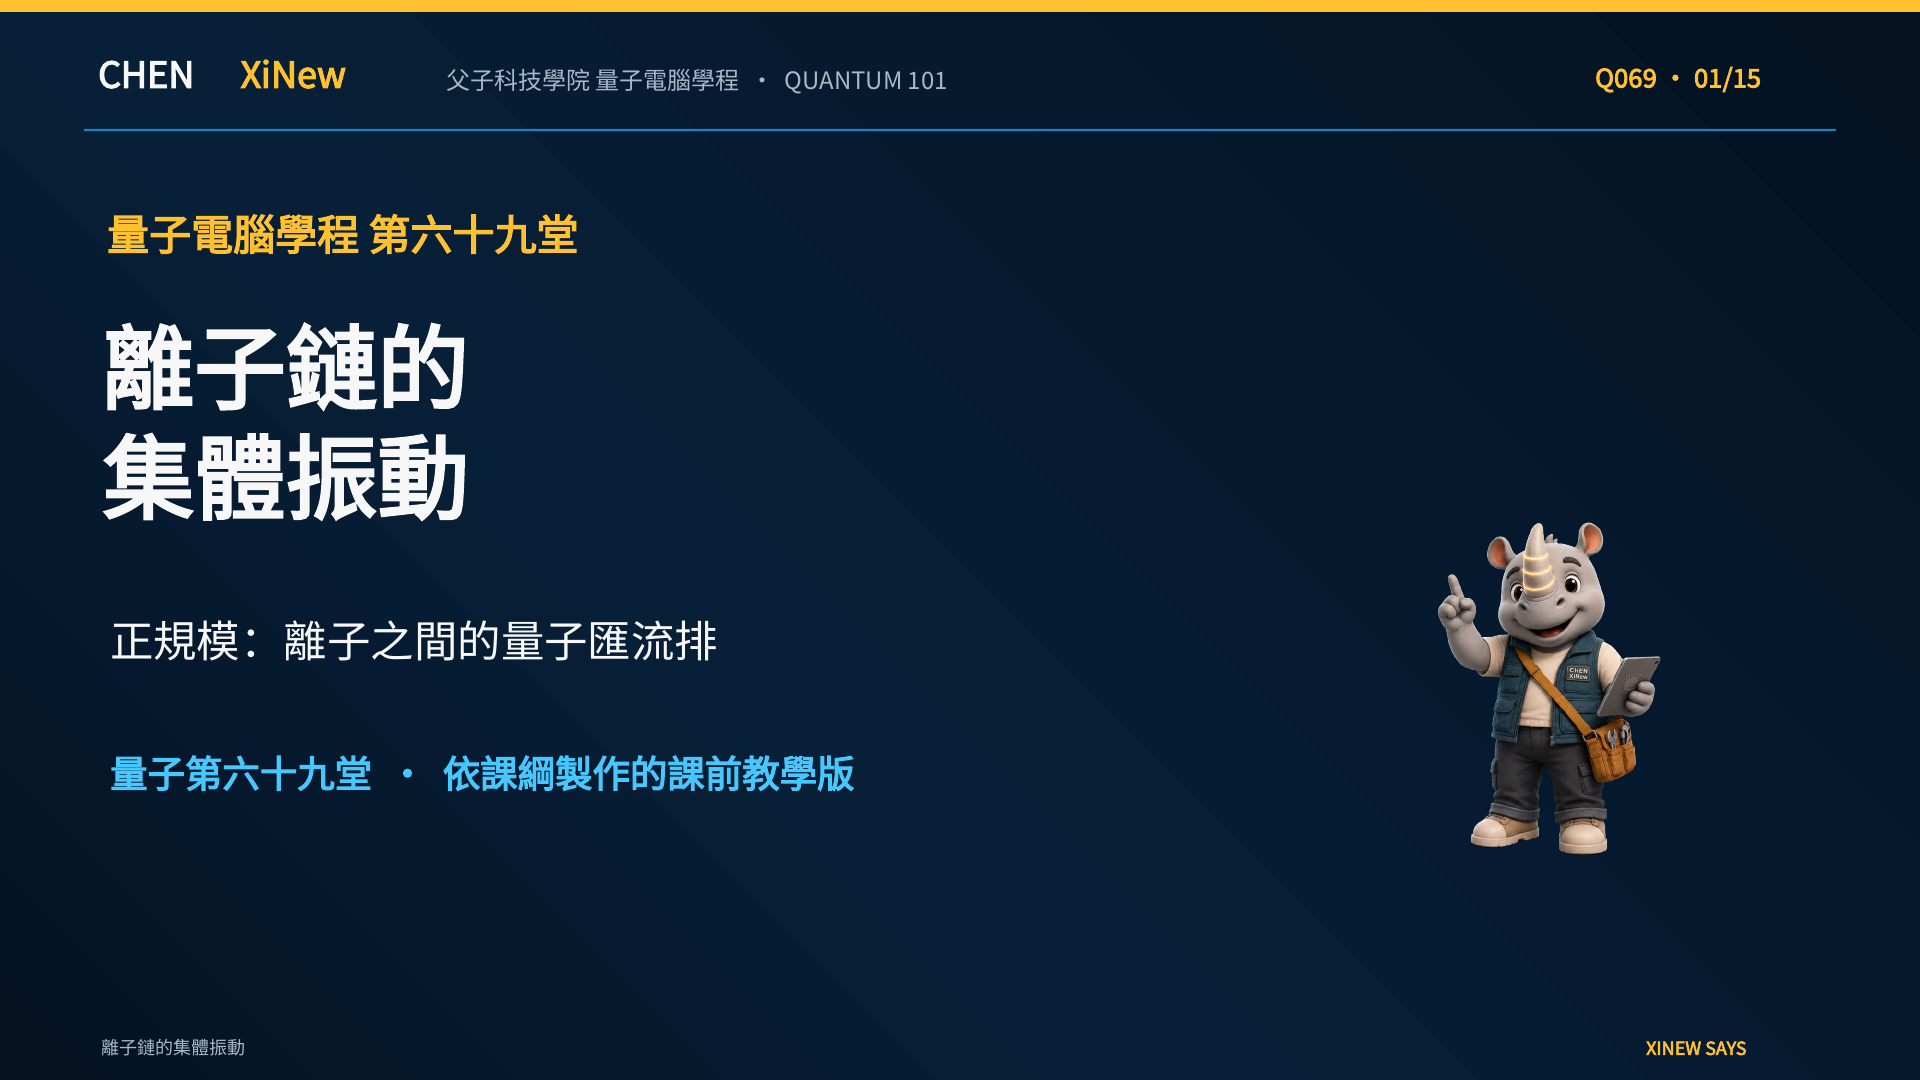 CHEN XiNew 父子科技學院 量子電腦學程 · QUANTUM 101 Q069 · 01/15
量子電腦學程 第六十九堂
離子鏈的
集體振動
正規模：離子之間的量子匯流排
CHEN
XiNew
量子第六十九堂 · 依課綱製作的課前教學版
離子鏈的集體振動 XINEW SAYS